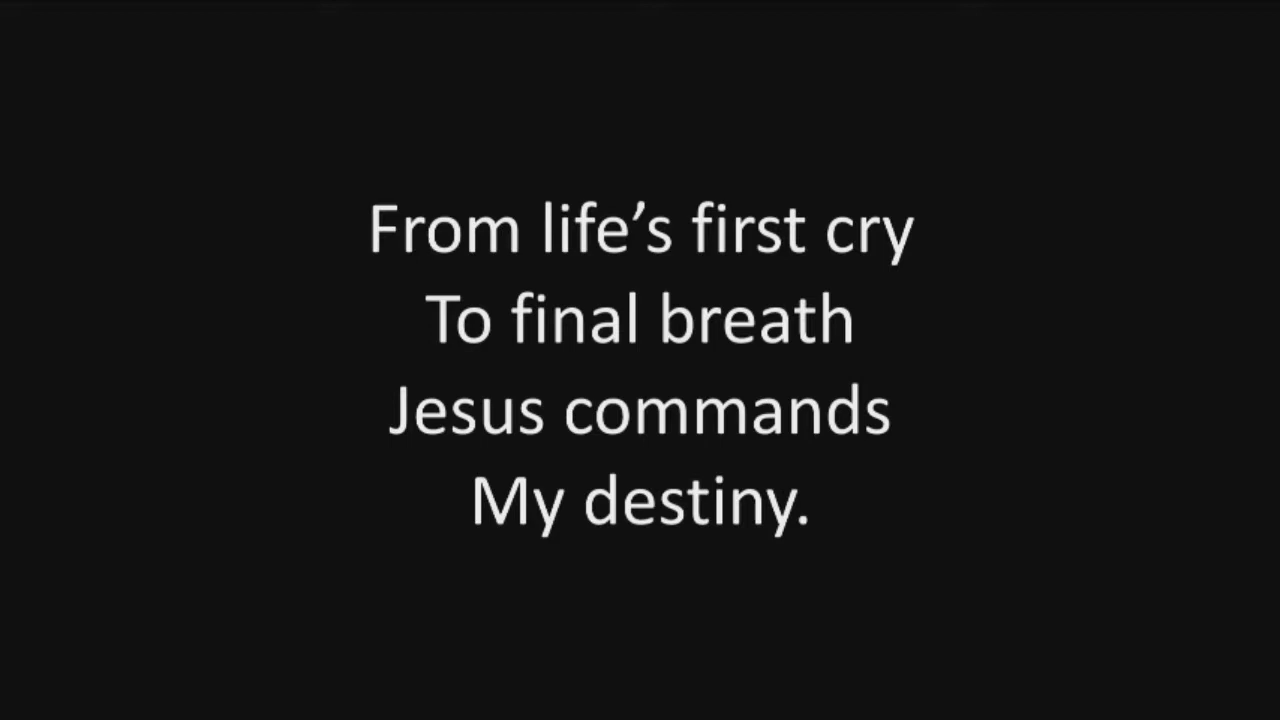 From life’s first cry
To final breath
Jesus commands
My destiny.